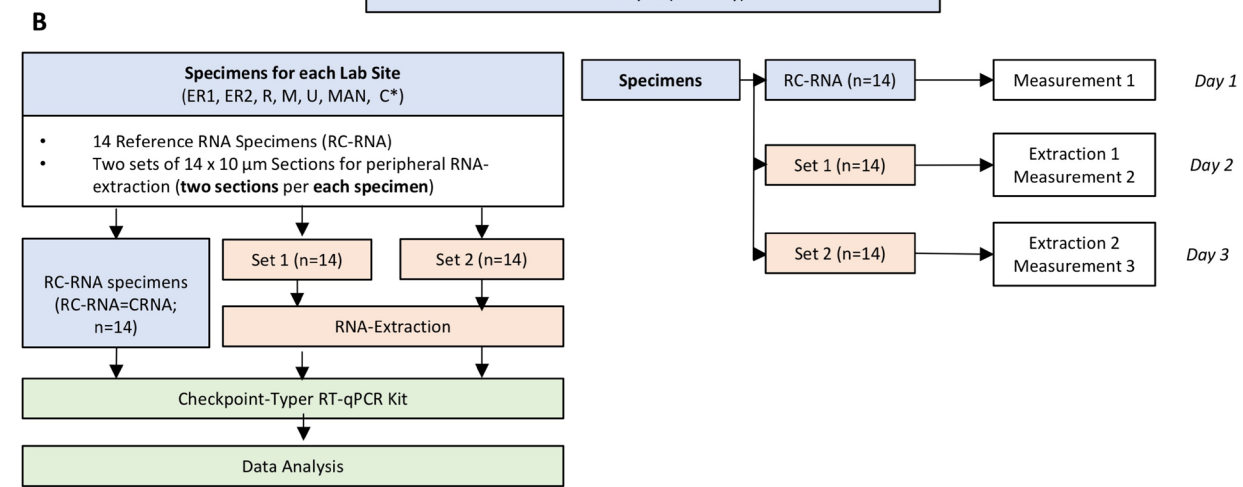 B
Specimens for each Lab Site
(ER1, ER2, R, M, U, MAN, C*)
• 14 Reference RNA Specimens (RC-RNA)
• Two sets of 14 x 10 µm Sections for peripheral RNA-
extraction (two sections per each specimen)
RC-RNA specimens
(RC-RNA=CRNA;
n=14)
Set 1 (n=14)
Set 2 (n=14)
RNA-Extraction
Checkpoint-Typer RT-qPCR Kit
Data Analysis
Specimens
RC-RNA (n=14)
Measurement 1
Day 1
Set 1 (n=14)
Extraction 1
Measurement 2
Day 2
Set 2 (n=14)
Extraction 2
Measurement 3
Day 3